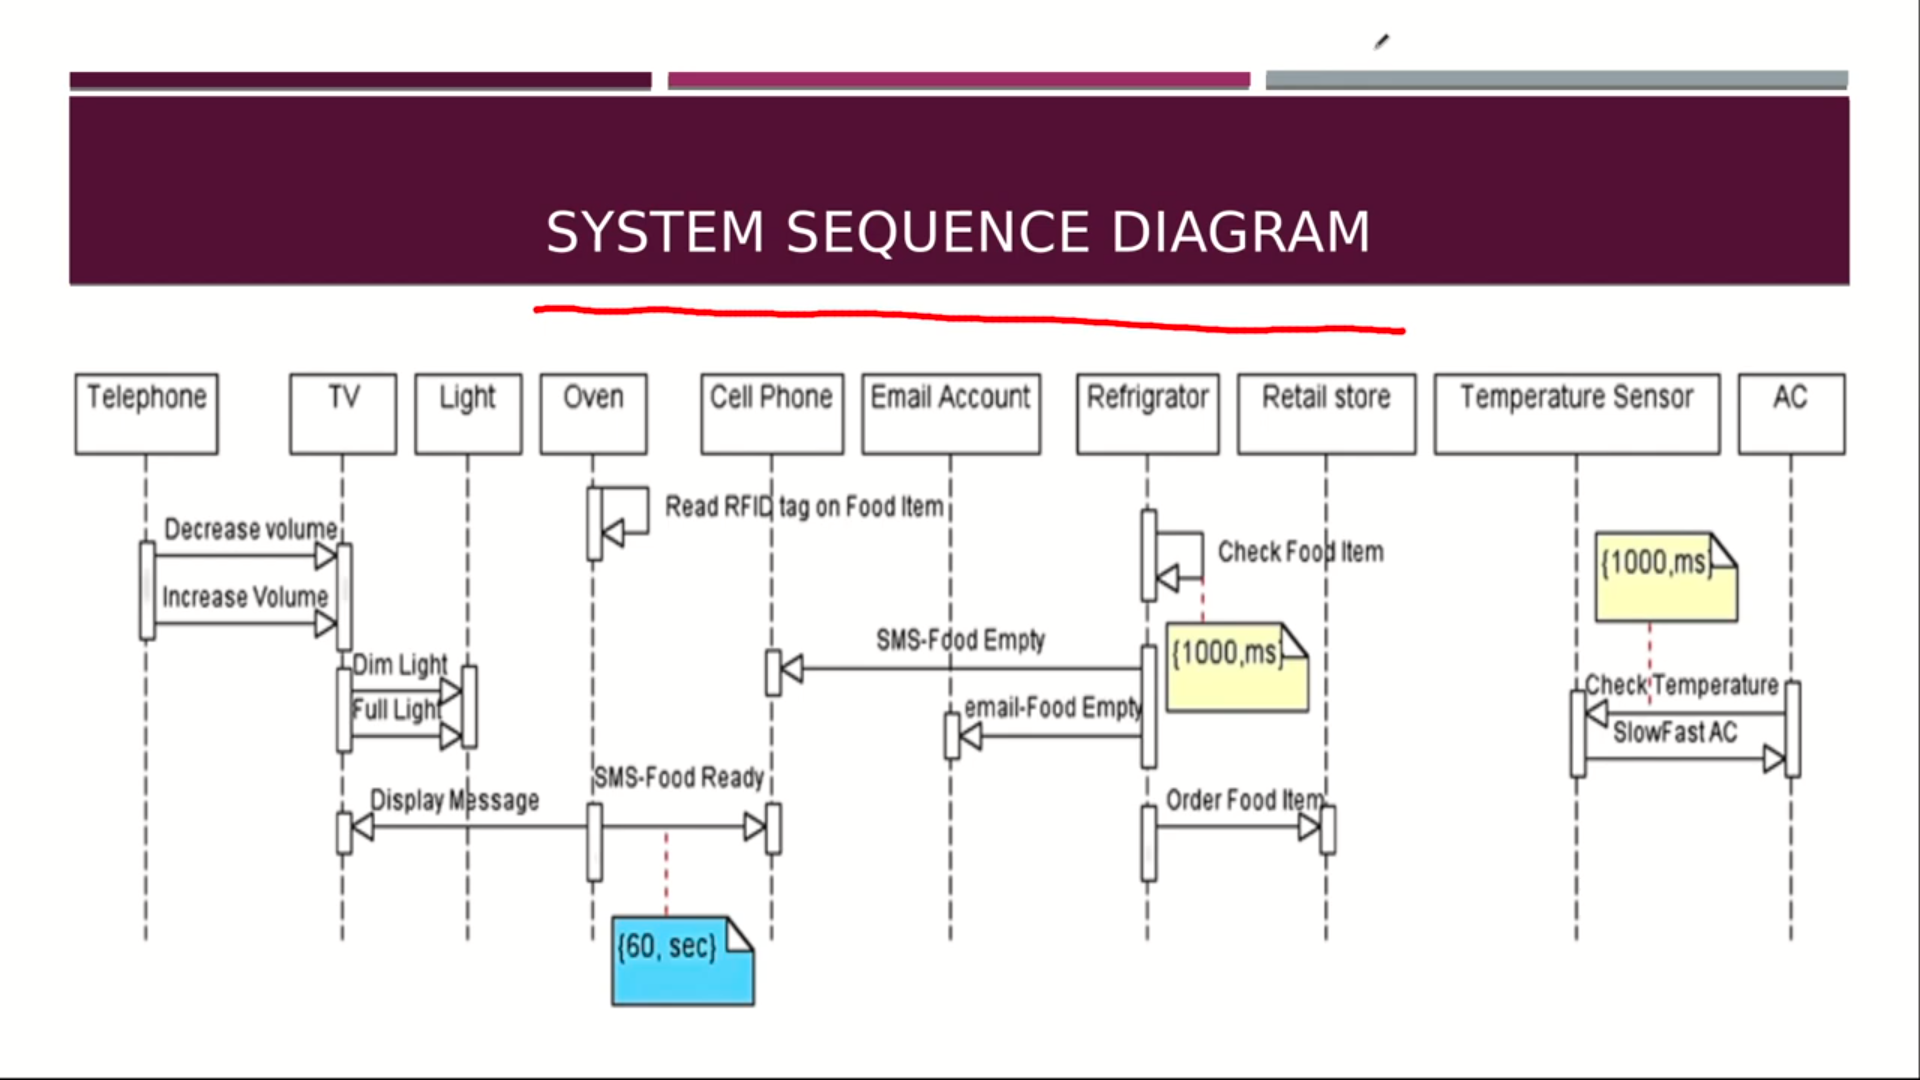 SYSTEM SEQUENCE DIAGRAM
Telephone
TV
Light
Oven
Cell Phone
Email Account
Refrigrator
Retail store
Temperature Sensor
AC
Read RFID tag on Food Item
Decrease volume
Check Food Item
{1000,ms}
Increase Volume
SMS-Food Empty
{1000,ms}
Dim Light
Check Temperature
Full Light
email-Food Empty
SlowFast AC
SMS-Food Ready
Display Message
Order Food Item
{60, sec}